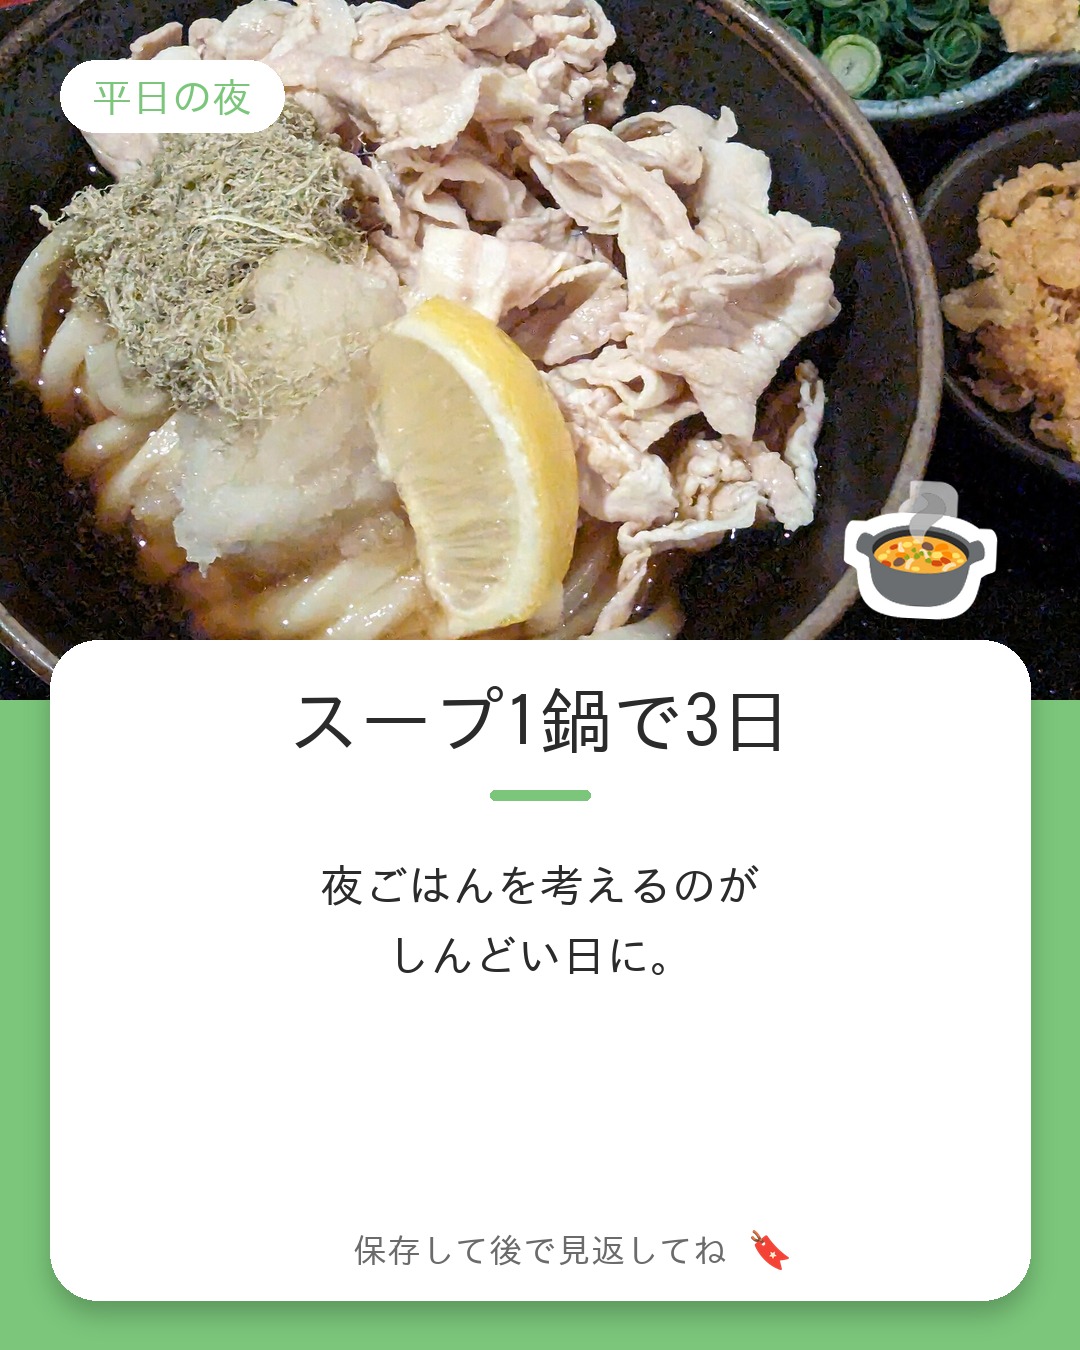 平日の夜
スープ1鍋で3日
夜ごはんを考えるのが
しんどい日に。
保存して後で見返してね